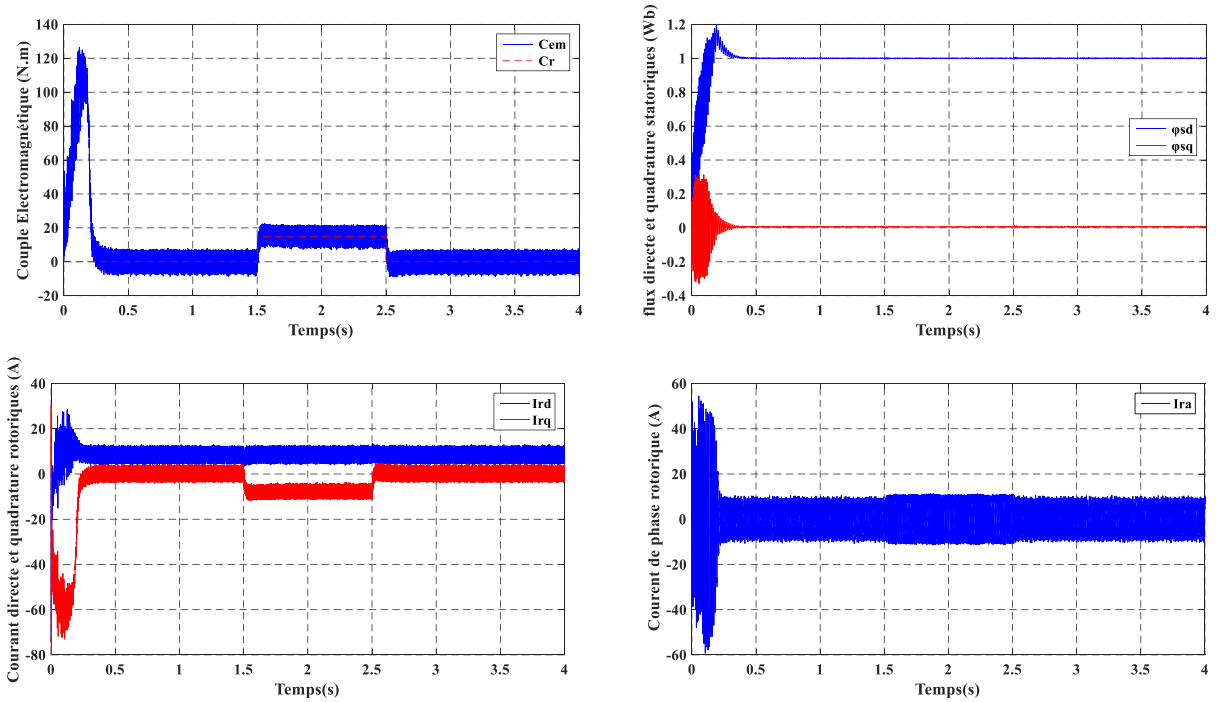 Couple Electromagnétique (N.m)
140
120
100
80
60
40
20
0
-20
Cem
Cr
0 0.5 1 1.5 2 2.5 3 3.5 4
Temps(s)
flux directe et quadrature statoriques (Wb)
1.2
1
0.8
0.6
0.4
0.2
0
-0.2
-0.4
φsd
φsq
0 0.5 1 1.5 2 2.5 3 3.5 4
Temps(s)
Courant directe et quadrature rotoriques (A)
40
20
0
-20
-40
-60
-80
Ird
Irq
0 0.5 1 1.5 2 2.5 3 3.5 4
Temps(s)
Courent de phase rotorique (A)
60
40
20
0
-20
-40
-60
Ira
0 0.5 1 1.5 2 2.5 3 3.5 4
Temps(s)